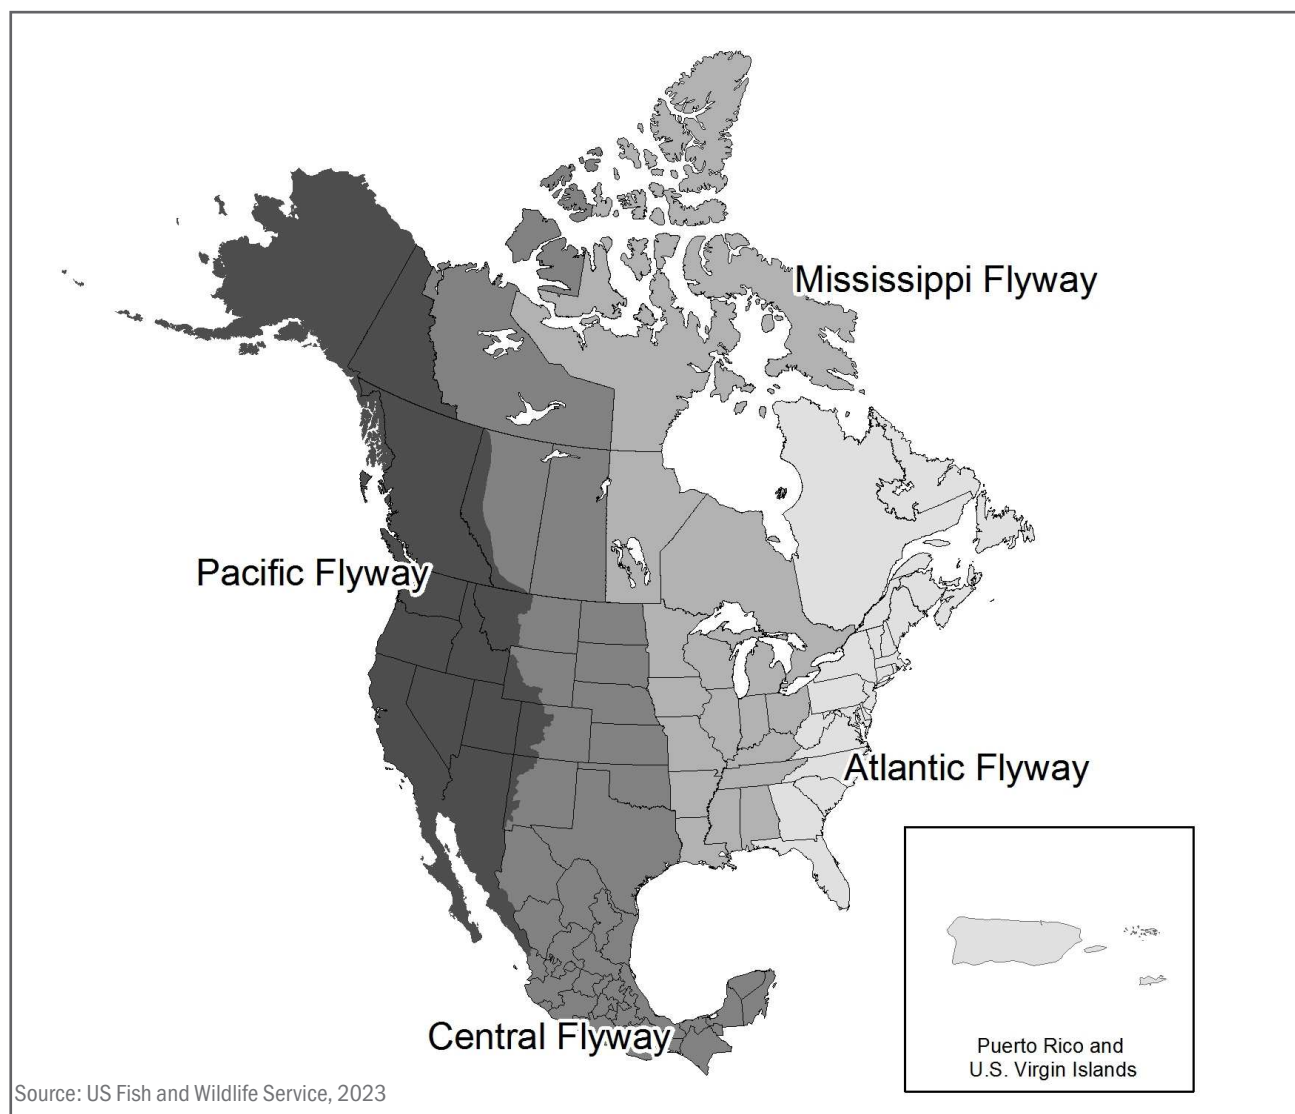 Mississippi Flyway
Pacific Flyway
Atlantic Flyway
Central Flyway
Puerto Rico and
U.S. Virgin Islands
Source: US Fish and Wildlife Service, 2023